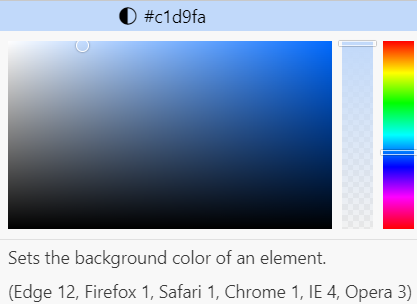 #c1d9fa
Sets the background color of an element.
(Edge 12, Firefox 1, Safari 1, Chrome 1, IE 4, Opera 3)